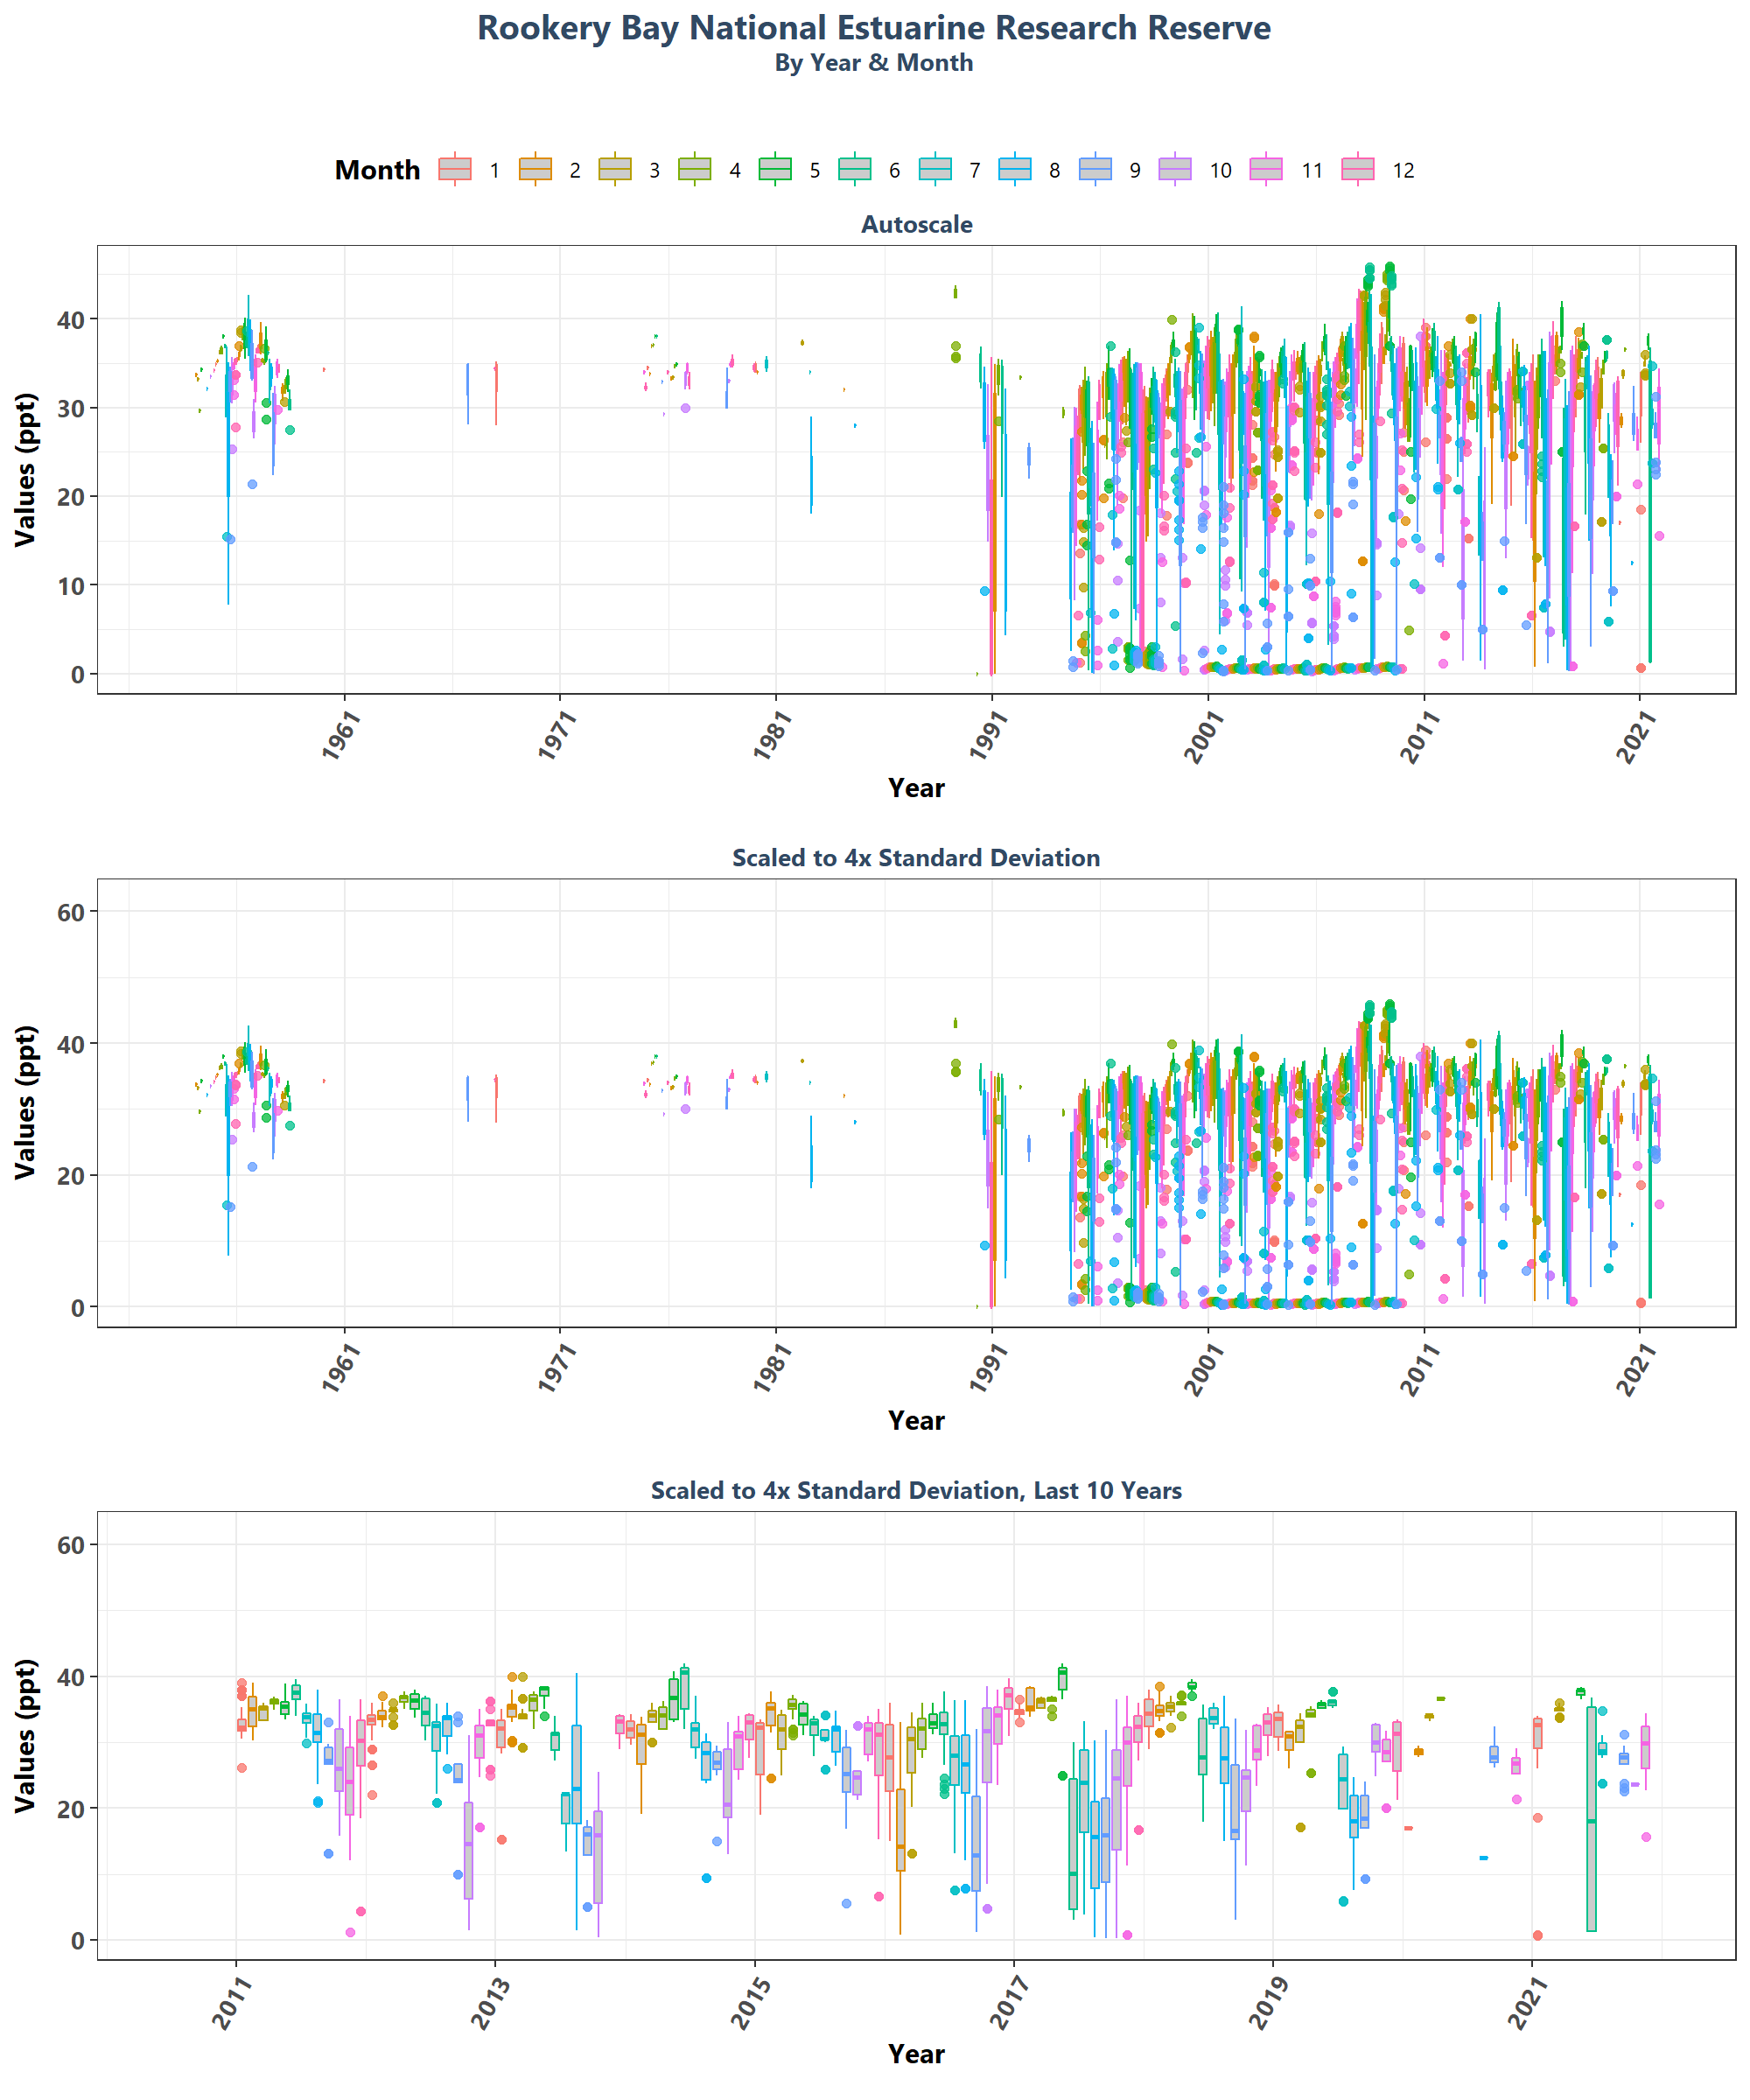 Rookery Bay National Estuarine Research Reserve
By Year & Month
Month 1 2 3 4 5 6 7 8 9 10 11 12
Autoscale
Values (ppt)
40
30
20
10
0
1961 1971 1981 1991 2001 2011 2021
Year
Scaled to 4x Standard Deviation
Values (ppt)
60
40
20
0
1961 1971 1981 1991 2001 2011 2021
Year
Scaled to 4x Standard Deviation, Last 10 Years
Values (ppt)
60
40
20
0
2011 2013 2015 2017 2019 2021
Year